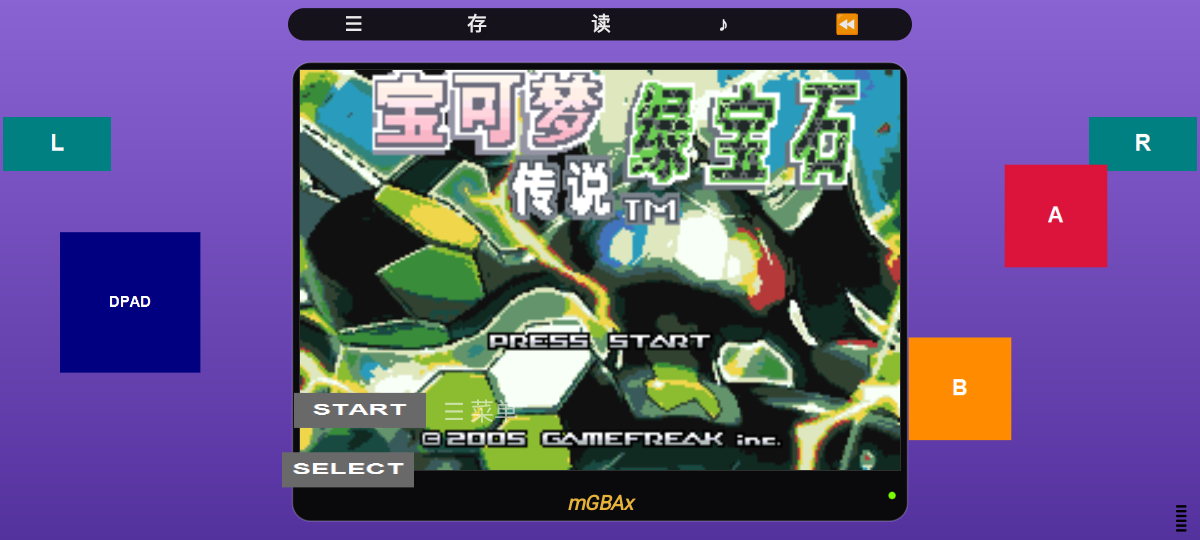 ☰ 存 读 ♪ ⏪
L
R
宝可梦 绿宝石
传说 TM
A
DPAD
PRESS START
B
START
☰ 菜单
©2005 GAMEFREAK inc.
SELECT
mGBAx